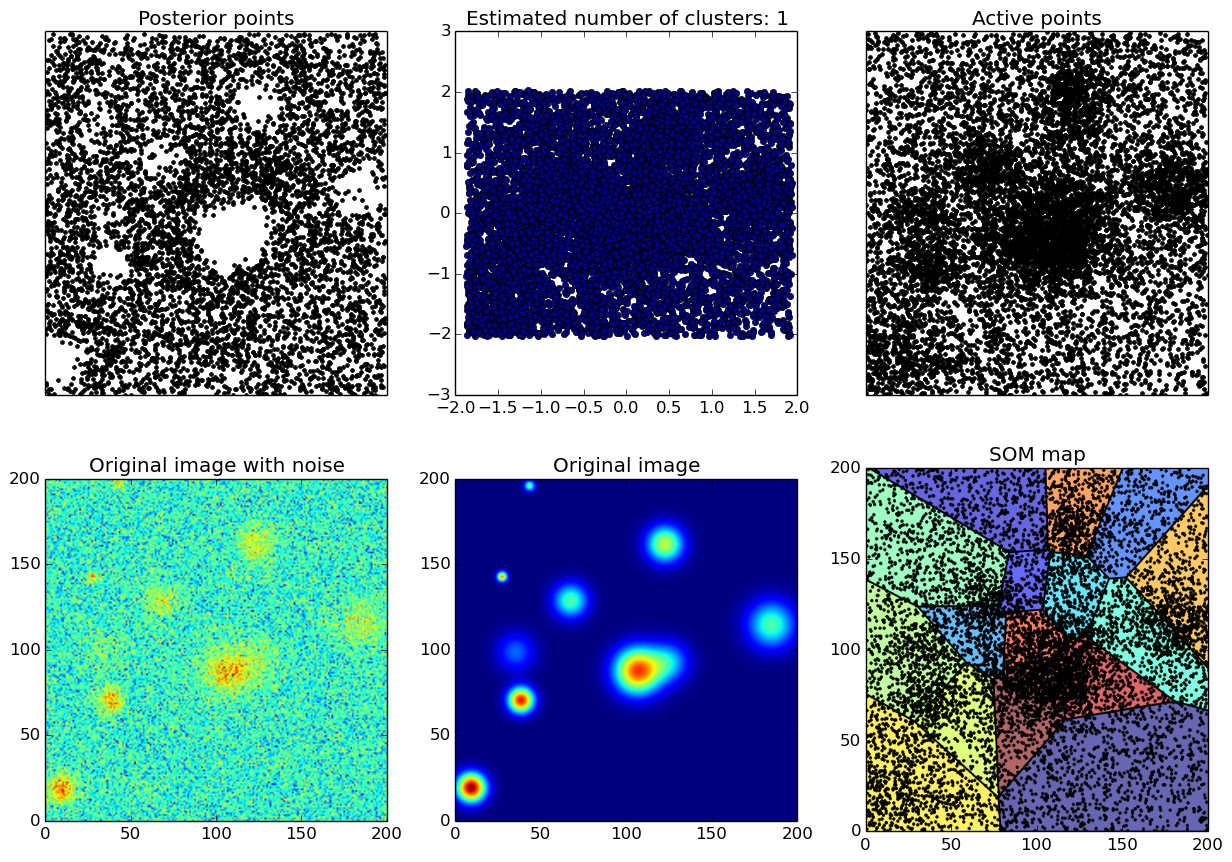 Posterior points
Estimated number of clusters: 1
Active points
3
2
1
0
−1
−2
−3
−2.0 −1.5 −1.0 −0.5 0.0 0.5 1.0 1.5 2.0
Original image with noise
Original image
SOM map
200
150
100
50
0
0 50 100 150 200
200
150
100
50
0
0 50 100 150 200
200
150
100
50
0
0 50 100 150 200